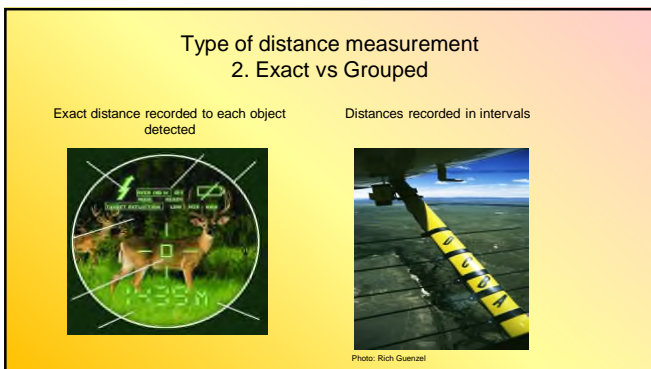 Type of distance measurement
2. Exact vs Grouped
Exact distance recorded to each object
detected
Distances recorded in intervals
D C B A
Photo: Rich Guenzel